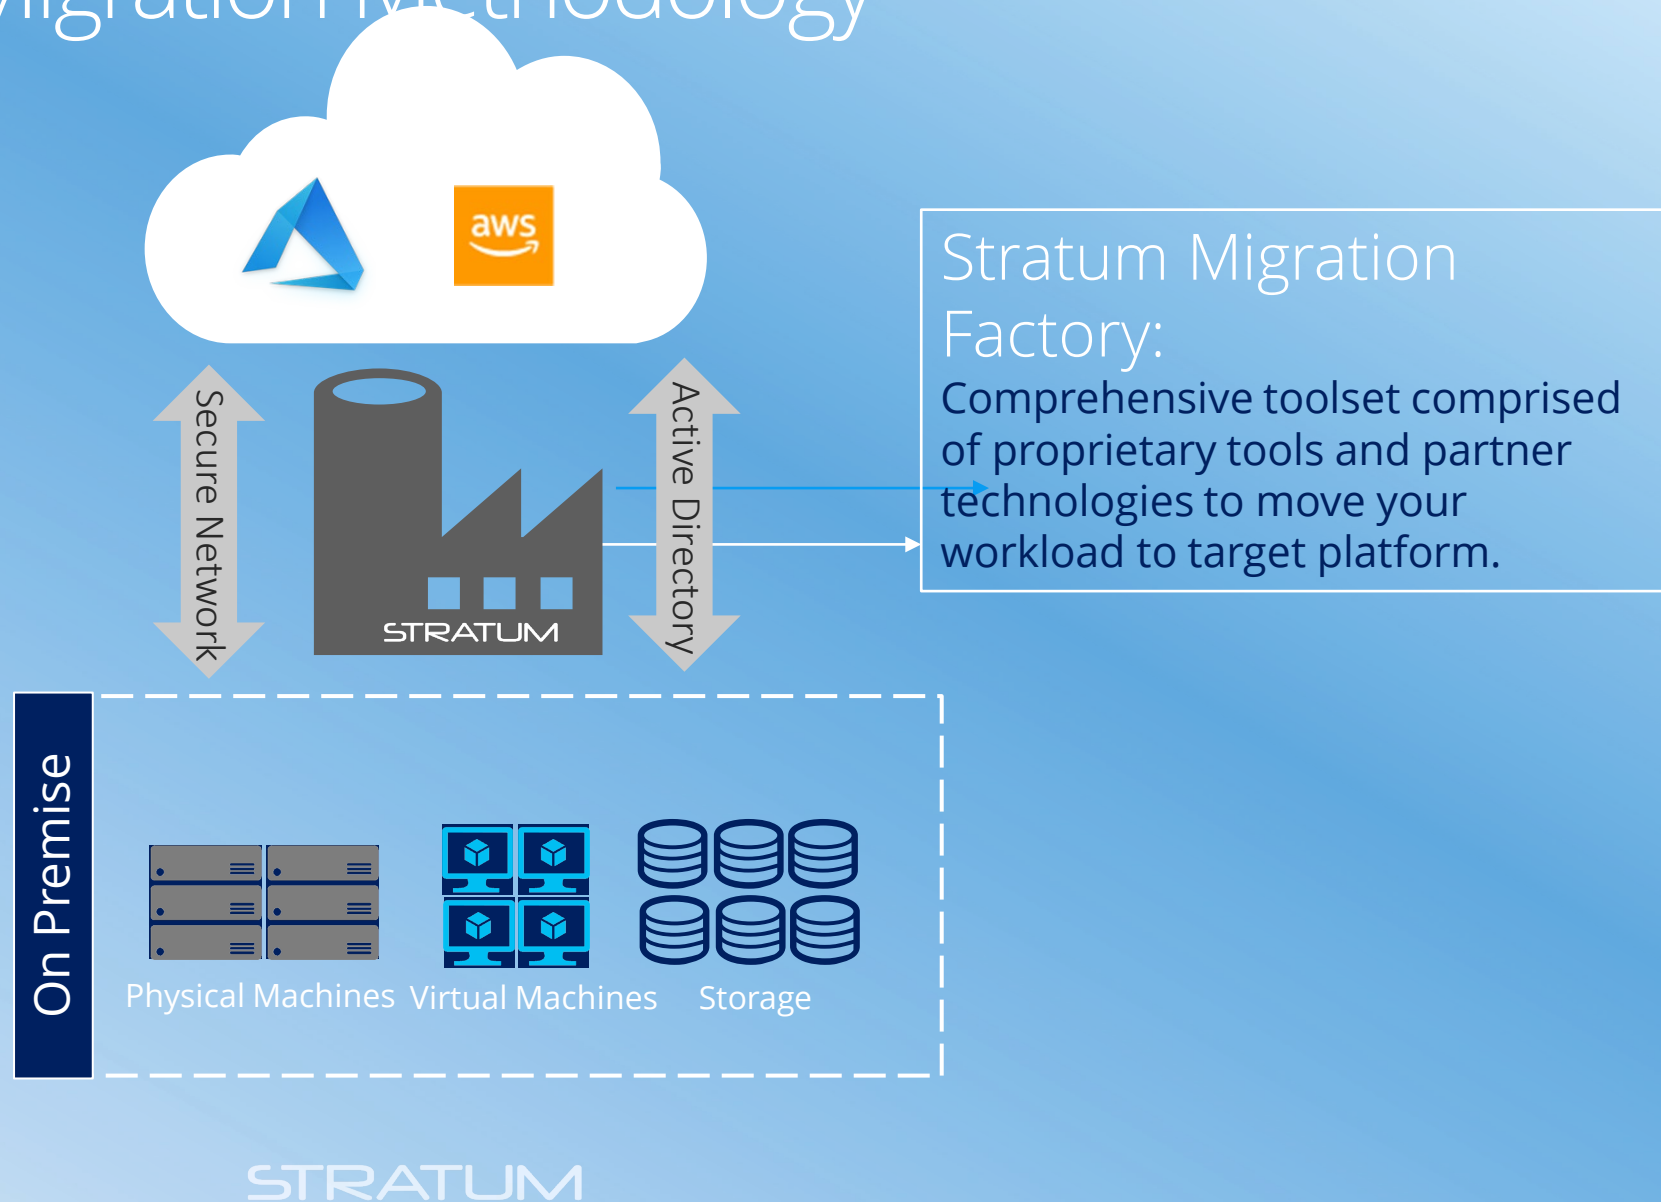 Migration Methodology
aws
Stratum Migration
Factory:
Comprehensive toolset comprised
of proprietary tools and partner
technologies to move your
workload to target platform.
Secure Network
Active Directory
STRATUM
On Premise
Physical Machines
Virtual Machines
Storage
STRATUM